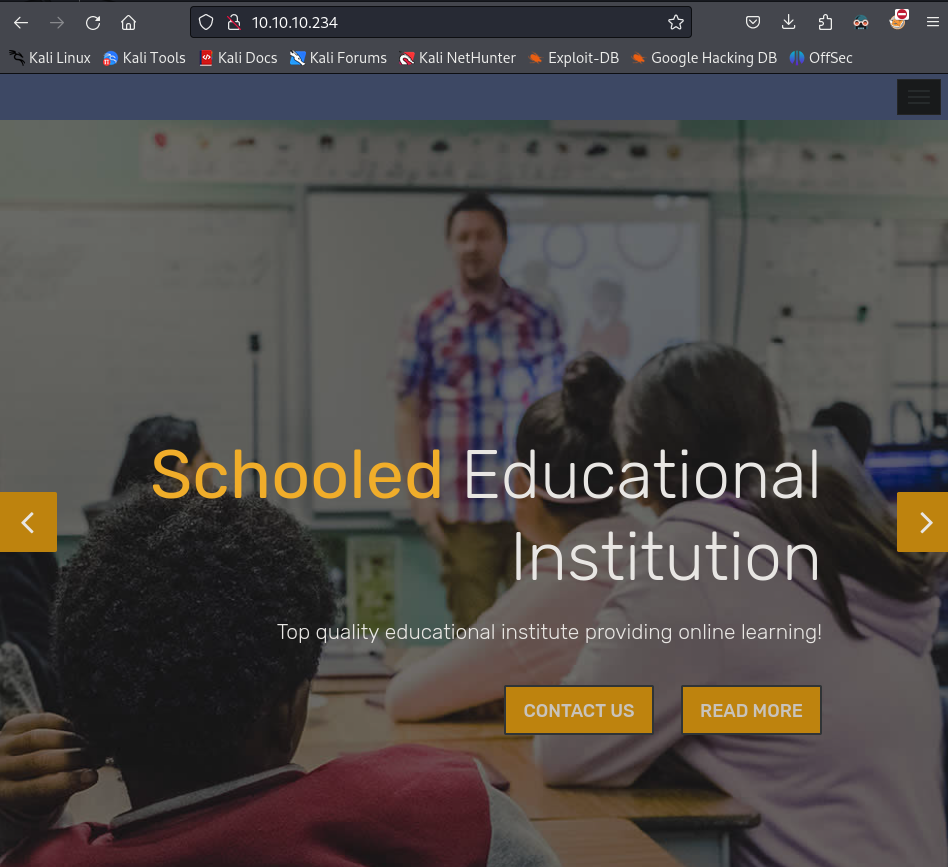 10.10.10.234
Kali Linux Kali Tools Kali Docs Kali Forums Kali NetHunter Exploit-DB Google Hacking DB OffSec
Schooled Educational
Institution
Top quality educational institute providing online learning!
CONTACT US READ MORE